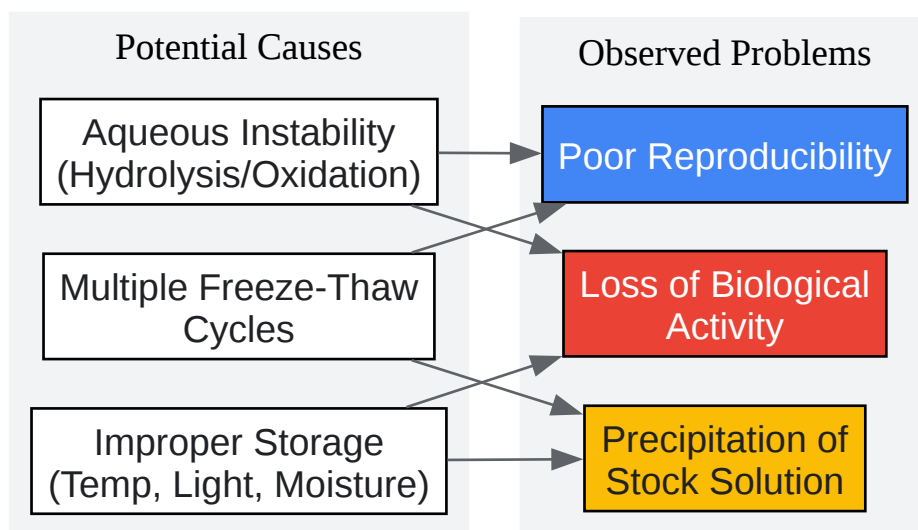 Potential Causes
Aqueous Instability
(Hydrolysis/Oxidation)
Multiple Freeze-Thaw
Cycles
Improper Storage
(Temp, Light, Moisture)
Observed Problems
Poor Reproducibility
Loss of Biological
Activity
Precipitation of
Stock Solution